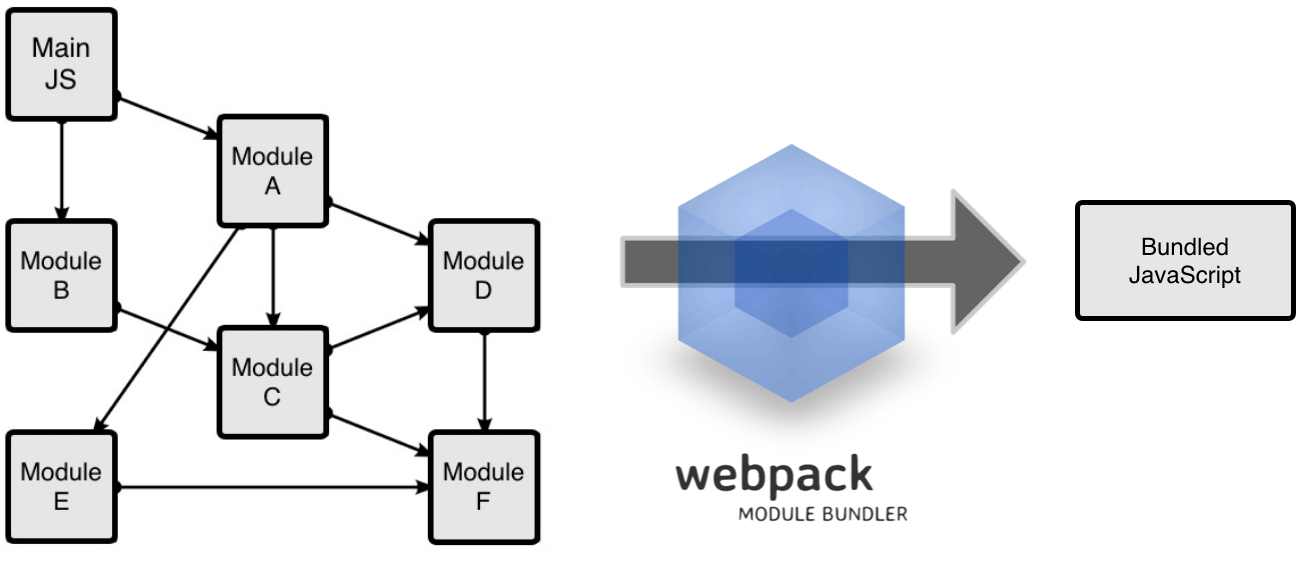 Main
JS
Module
A
Module
B
Module
D
Module
C
Module
E
Module
F
webpack
MODULE BUNDLER
Bundled
JavaScript